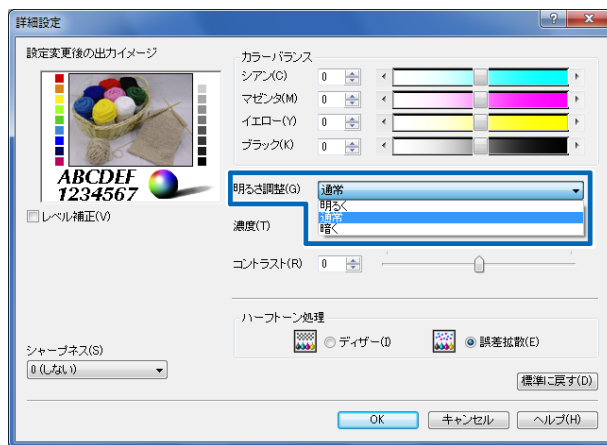 詳細設定
設定変更後の出力イメージ
ABCDEF
1234567
レベル補正(V)
シャープネス(S)
0 (しない)
カラーバランス
シアン(C) 0
マゼンタ(M) 0
イエロー(Y) 0
ブラック(K) 0
明るさ調整(G) 通常
明るく
通常
暗く
濃度(T)
コントラスト(R) 0
ハーフトーン処理
ディザー(I) 誤差拡散(E)
標準に戻す(D)
OK キャンセル ヘルプ(H)